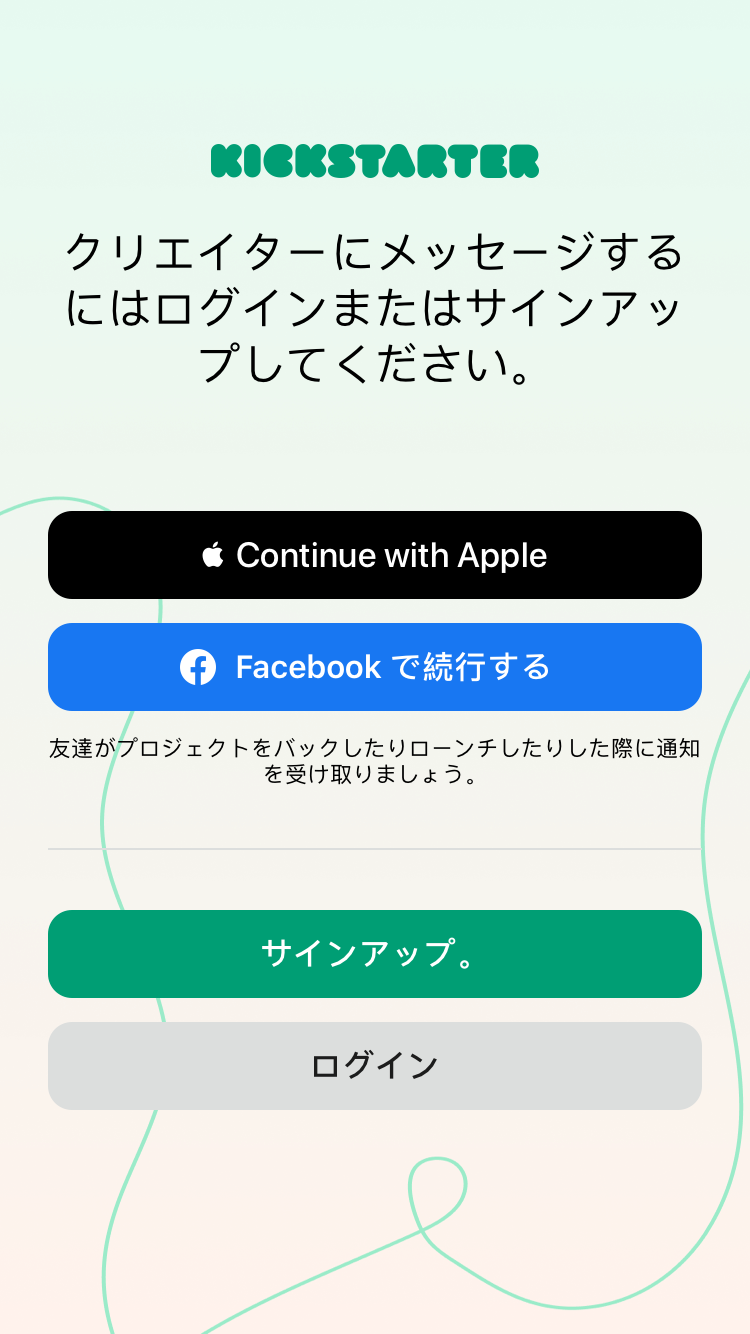 KICKSTARTER
クリエイターにメッセージする
にはログインまたはサインアッ
プしてください。
Continue with Apple
Facebook で続行する
友達がプロジェクトをバックしたりローンチしたりした際に通知
を受け取りましょう。
サインアップ。
ログイン